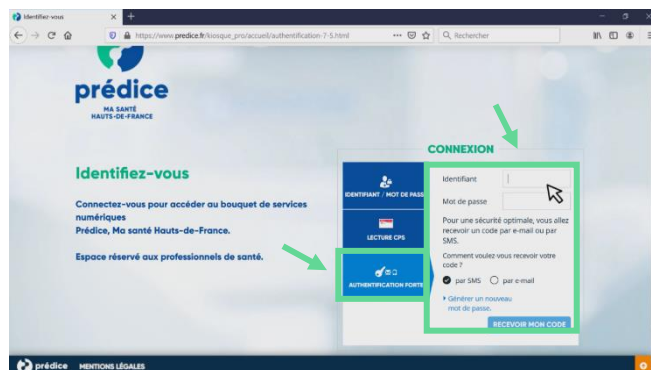 Identifiez-vous
https://www.predice.fr/kiosque_pro/accueil/authentification-7-5.html
Rechercher
prédice
MA SANTÉ
HAUTS-DE-FRANCE
Identifiez-vous
Connectez-vous pour accéder au bouquet de services
numériques
Prédice, Ma santé Hauts-de-France.
Espace réservé aux professionnels de santé.
CONNEXION
IDENTIFIANT / MOT DE PASS
LECTURE CPS
AUTHENTIFICATION FORTE
Identifiant
Mot de passe
Pour une sécurité optimale, vous allez
recevoir un code par e-mail ou par
SMS.
Comment voulez-vous recevoir votre
code ?
par SMS
par e-mail
Générer un nouveau
mot de passe.
RECEVOIR MON CODE
prédice MENTIONS LÉGALES